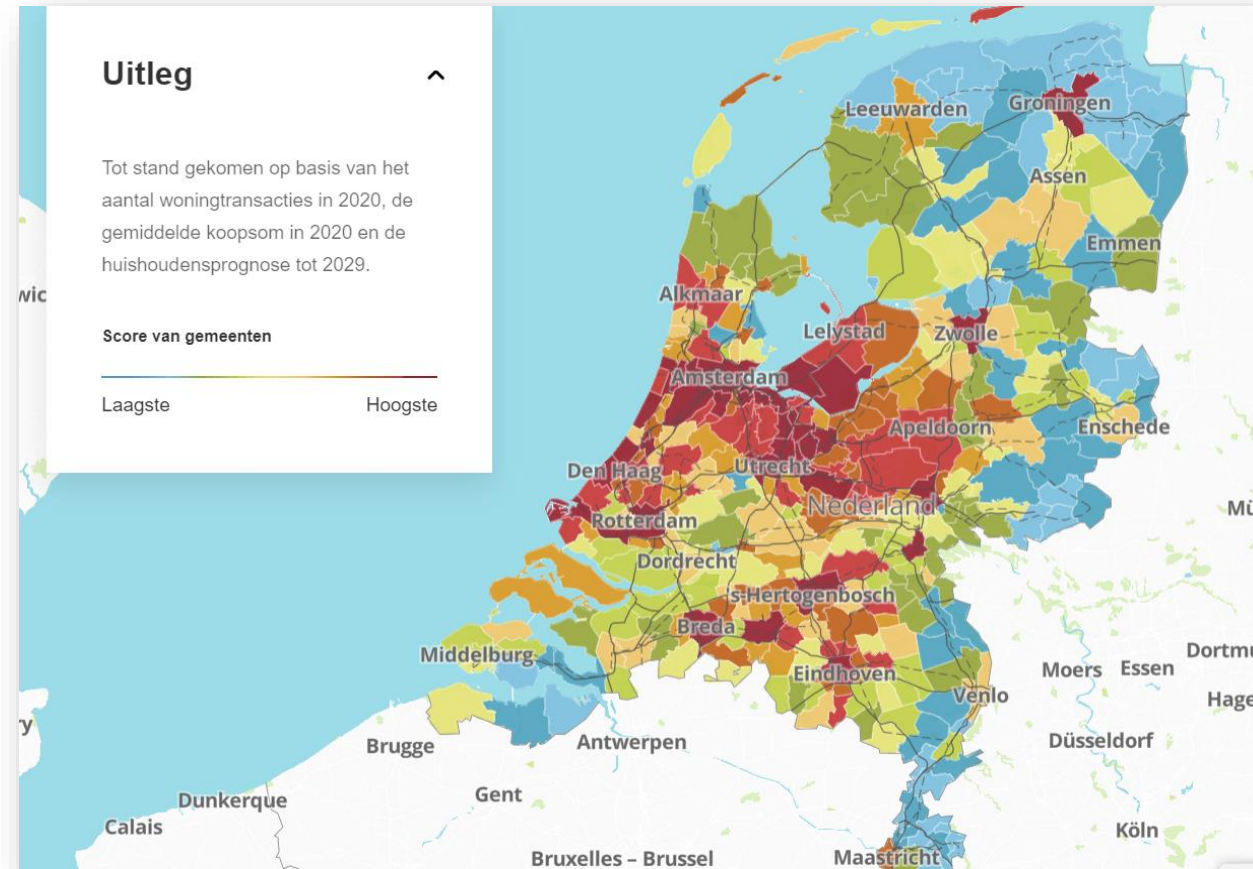 Uitleg
Tot stand gekomen op basis van het
aantal woningtransacties in 2020, de
gemiddelde koopsom in 2020 en de
huishoudensprognose tot 2029.
Score van gemeenten
Laagste Hoogste
Leeuwarden
Groningen
Assen
Emmen
Alkmaar
Lelystad
Zwolle
Amsterdam
Apeldoorn
Enschede
Den Haag
Utrecht
Nederland
Rotterdam
Dordrecht
's-Hertogenbosch
Breda
Middelburg
Eindhoven
Venlo
Moers
Essen
Brugge
Antwerpen
Düsseldorf
Dunkerque
Gent
Calais
Köln
Bruxelles – Brussel
Maastricht